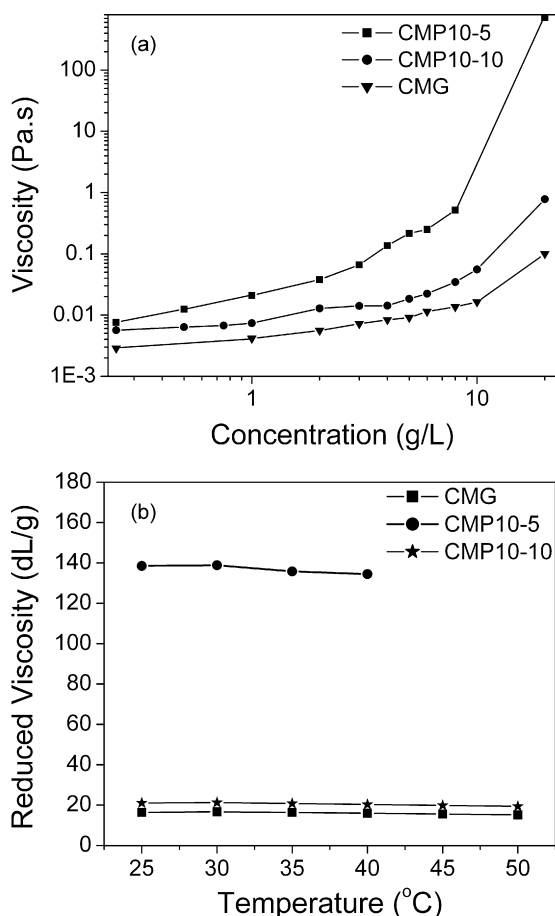 (a)
CMP10-5
CMP10-10
CMG
Viscosity (Pa.s)
100
10
1
0.1
0.01
1E-3
1 10
Concentration (g/L)
(b)
CMG
CMP10-5
CMP10-10
Reduced Viscosity (dL/g)
180
160
140
120
100
80
60
40
20
0
25 30 35 40 45 50
Temperature (°C)